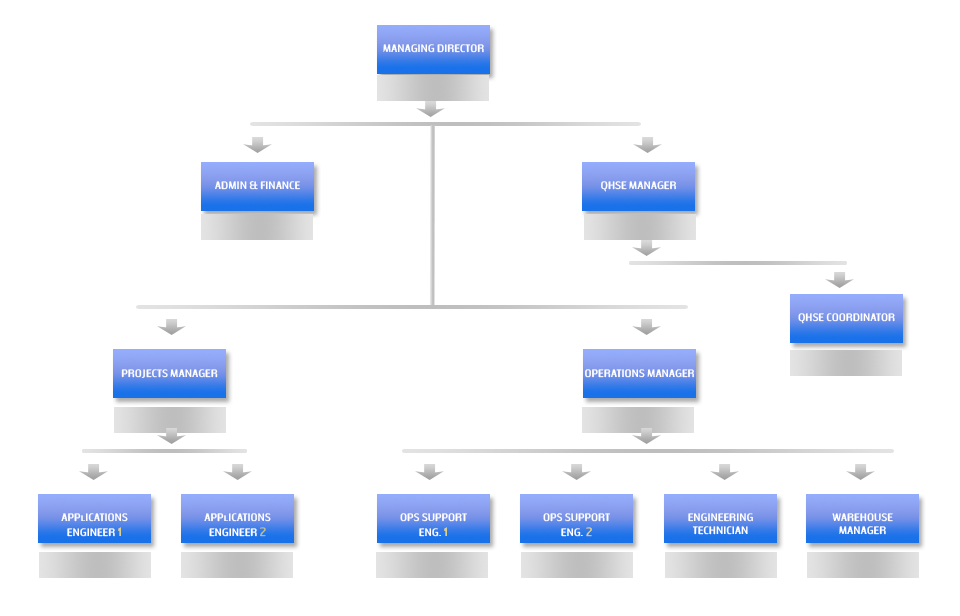 MANAGING DIRECTOR
ADMIN & FINANCE
QHSE MANAGER
QHSE COORDINATOR
PROJECTS MANAGER
OPERATIONS MANAGER
APPLICATIONS
ENGINEER 1
APPLICATIONS
ENGINEER 2
OPS SUPPORT
ENG. 1
OPS SUPPORT
ENG. 2
ENGINEERING
TECHNICIAN
WAREHOUSE
MANAGER